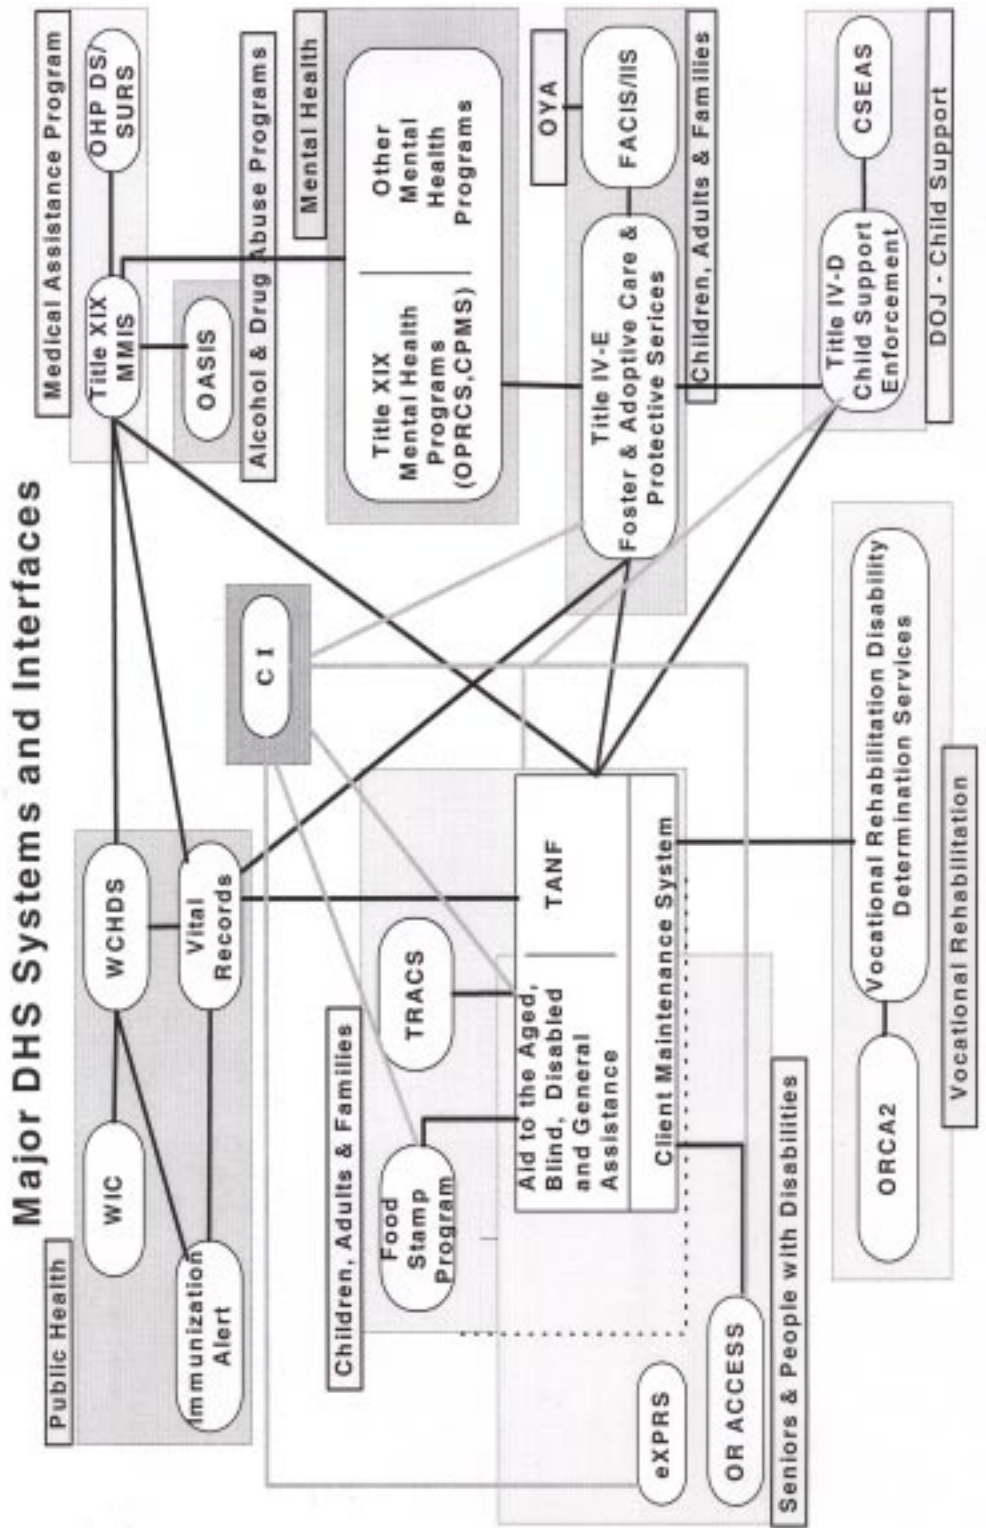 Major DHS Systems and Interfaces
Public Health
WIC
WCHDS
Immunization
Alert
Vital
Records
CI
Medical Assistance Program
Title XIX
MMIS
OHP DS/
SURS
OASIS
Alcohol & Drug Abuse Programs
Mental Health
Title XIX
Mental Health
Programs
(OPRCS,CPMS)
Other
Mental
Health
Programs
OYA
Title IV-E
Foster & Adoptive Care &
Protective Serices
FACIS/IIS
Children, Adults & Families
Children, Adults & Families
Food
Stamp
Program
TRACS
Aid to the Aged,
Blind, Disabled
and General
Assistance
TANF
Client Maintenance System
eXPRS
OR ACCESS
Seniors & People with Disabilities
Title IV-D
Child Support
Enforcement
CSEAS
DOJ - Child Support
ORCA2
Vocational Rehabilitation Disability
Determination Services
Vocational Rehabilitation